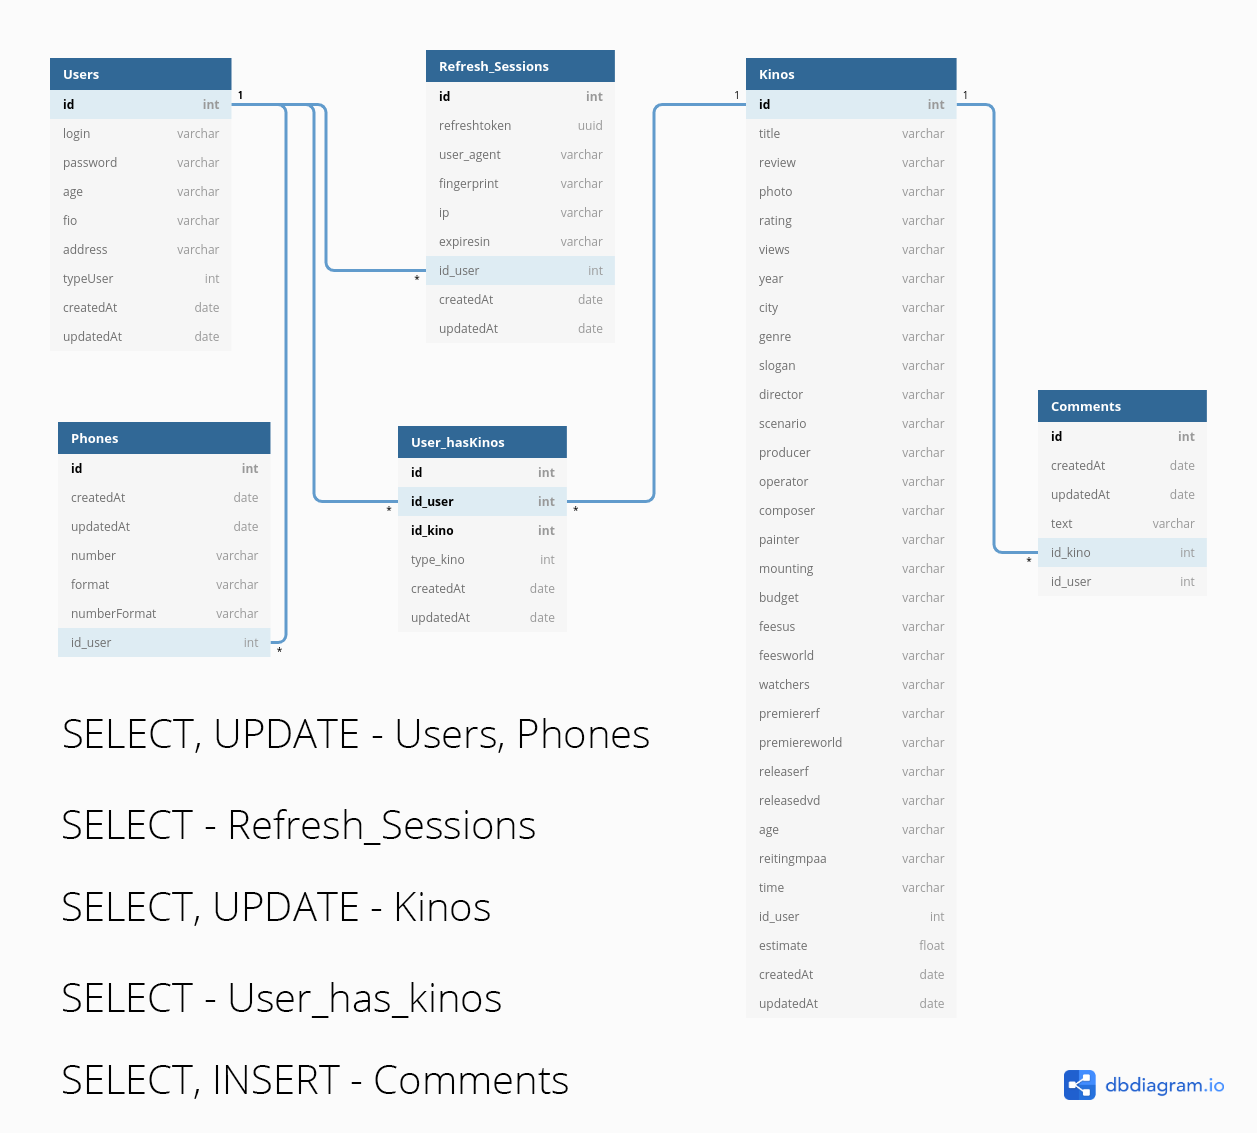 Users
id int
login varchar
password varchar
age varchar
fio varchar
address varchar
typeUser int
createdAt date
updatedAt date
1
Refresh_Sessions
id int
refreshtoken uuid
user_agent varchar
fingerprint varchar
ip varchar
expiresin varchar
id_user int
createdAt date
updatedAt date
*
Phones
id int
createdAt date
updatedAt date
number varchar
format varchar
numberFormat varchar
id_user int
*
User_hasKinos
id int
id_user int
* *
id_kino int
type_kino int
createdAt date
updatedAt date
1
Kinos
1
id int
title varchar
review varchar
photo varchar
rating varchar
views varchar
year varchar
city varchar
genre varchar
slogan varchar
director varchar
scenario varchar
producer varchar
operator varchar
composer varchar
painter varchar
mounting varchar
budget varchar
feesus varchar
feesworld varchar
watchers varchar
premiererf varchar
premiereworld varchar
releaserf varchar
releasedvd varchar
age varchar
reitingmpaa varchar
time varchar
id_user int
estimate float
createdAt date
updatedAt date
Comments
id int
createdAt date
updatedAt date
text varchar
id_kino int
*
id_user int
SELECT, UPDATE - Users, Phones
SELECT - Refresh_Sessions
SELECT, UPDATE - Kinos
SELECT - User_has_kinos
SELECT, INSERT - Comments
dbdiagram.io